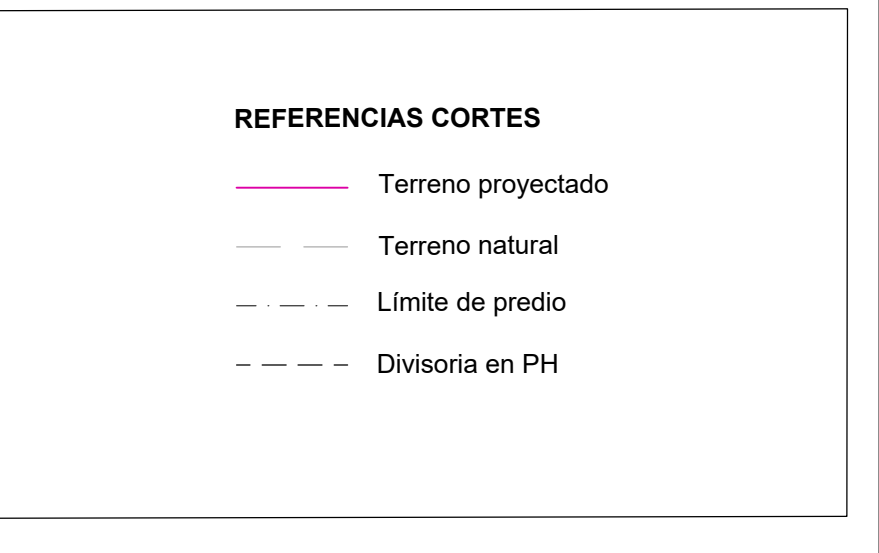 REFERENCIAS CORTES
Terreno proyectado
Terreno natural
Límite de predio
Divisoria en PH